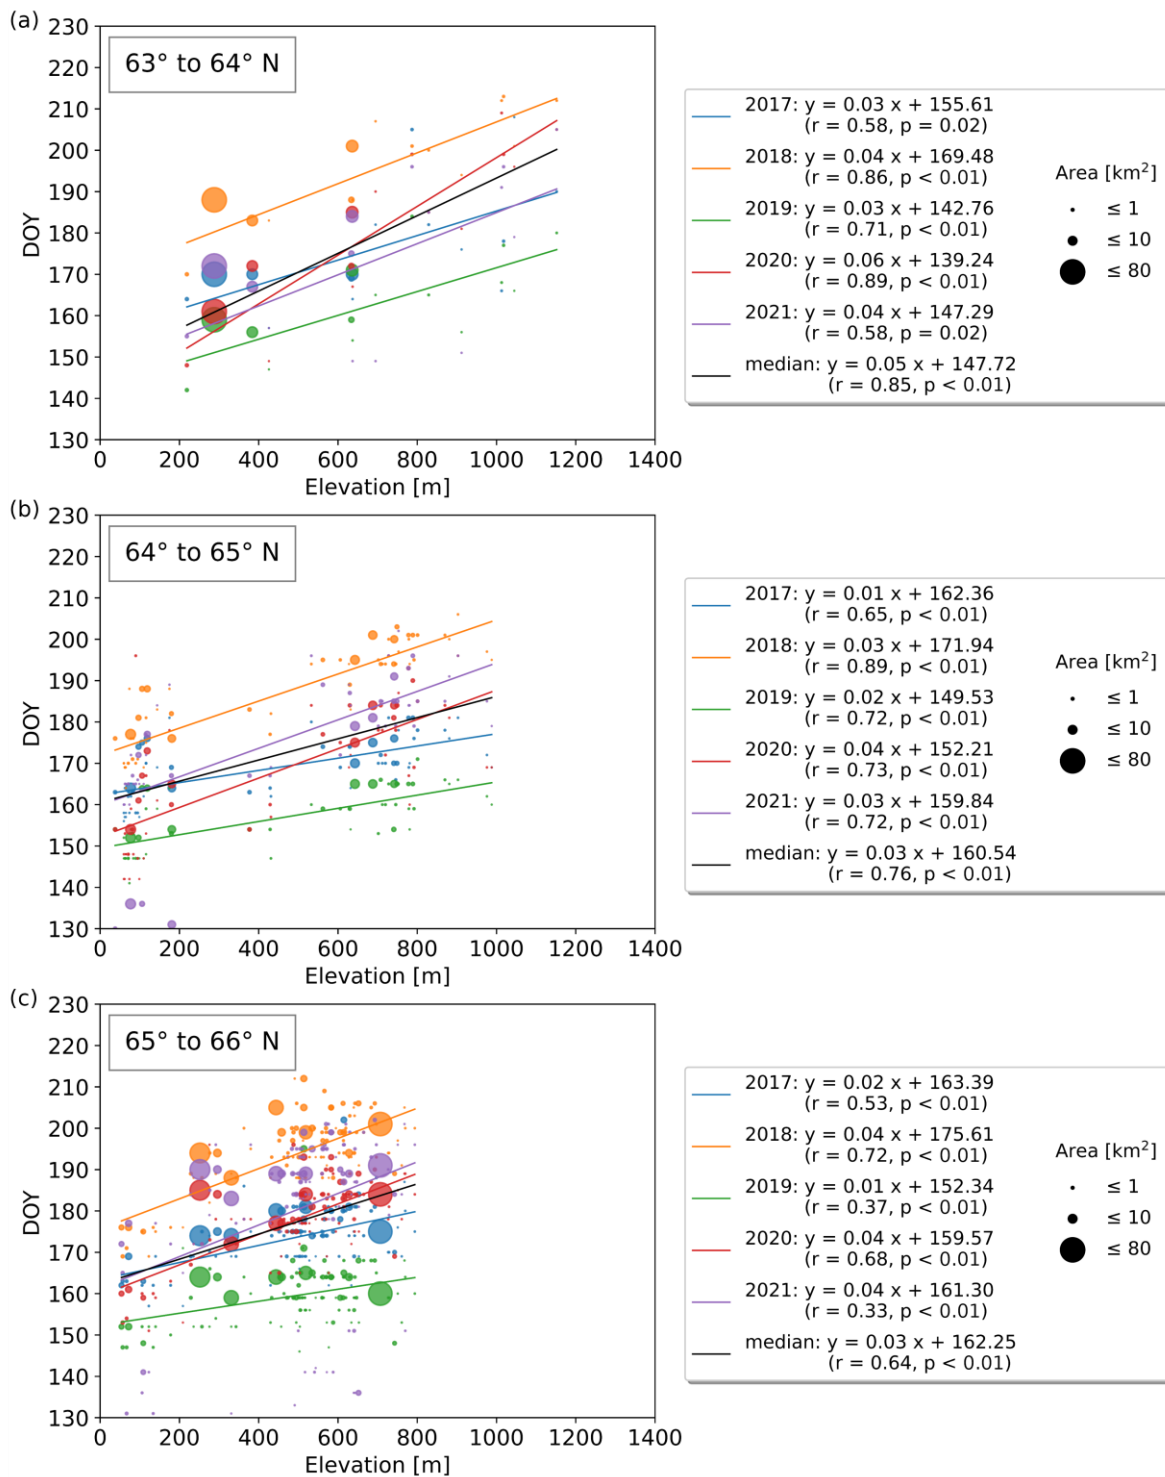 (a)
230
220
210
200
190
180
170
160
150
140
130
DOY
63° to 64° N
0 200 400 600 800 1000 1200 1400
Elevation [m]
2017: y = 0.03 x + 155.61
(r = 0.58, p = 0.02)
2018: y = 0.04 x + 169.48
(r = 0.86, p < 0.01)
2019: y = 0.03 x + 142.76
(r = 0.71, p < 0.01)
2020: y = 0.06 x + 139.24
(r = 0.89, p < 0.01)
2021: y = 0.04 x + 147.29
(r = 0.58, p = 0.02)
median: y = 0.05 x + 147.72
(r = 0.85, p < 0.01)
Area [km²]
≤ 1
≤ 10
≤ 80
(b)
230
220
210
200
190
180
170
160
150
140
130
DOY
64° to 65° N
0 200 400 600 800 1000 1200 1400
Elevation [m]
2017: y = 0.01 x + 162.36
(r = 0.65, p < 0.01)
2018: y = 0.03 x + 171.94
(r = 0.89, p < 0.01)
2019: y = 0.02 x + 149.53
(r = 0.72, p < 0.01)
2020: y = 0.04 x + 152.21
(r = 0.73, p < 0.01)
2021: y = 0.03 x + 159.84
(r = 0.72, p < 0.01)
median: y = 0.03 x + 160.54
(r = 0.76, p < 0.01)
Area [km²]
≤ 1
≤ 10
≤ 80
(c)
230
220
210
200
190
180
170
160
150
140
130
DOY
65° to 66° N
0 200 400 600 800 1000 1200 1400
Elevation [m]
2017: y = 0.02 x + 163.39
(r = 0.53, p < 0.01)
2018: y = 0.04 x + 175.61
(r = 0.72, p < 0.01)
2019: y = 0.01 x + 152.34
(r = 0.37, p < 0.01)
2020: y = 0.04 x + 159.57
(r = 0.68, p < 0.01)
2021: y = 0.04 x + 161.30
(r = 0.33, p < 0.01)
median: y = 0.03 x + 162.25
(r = 0.64, p < 0.01)
Area [km²]
≤ 1
≤ 10
≤ 80